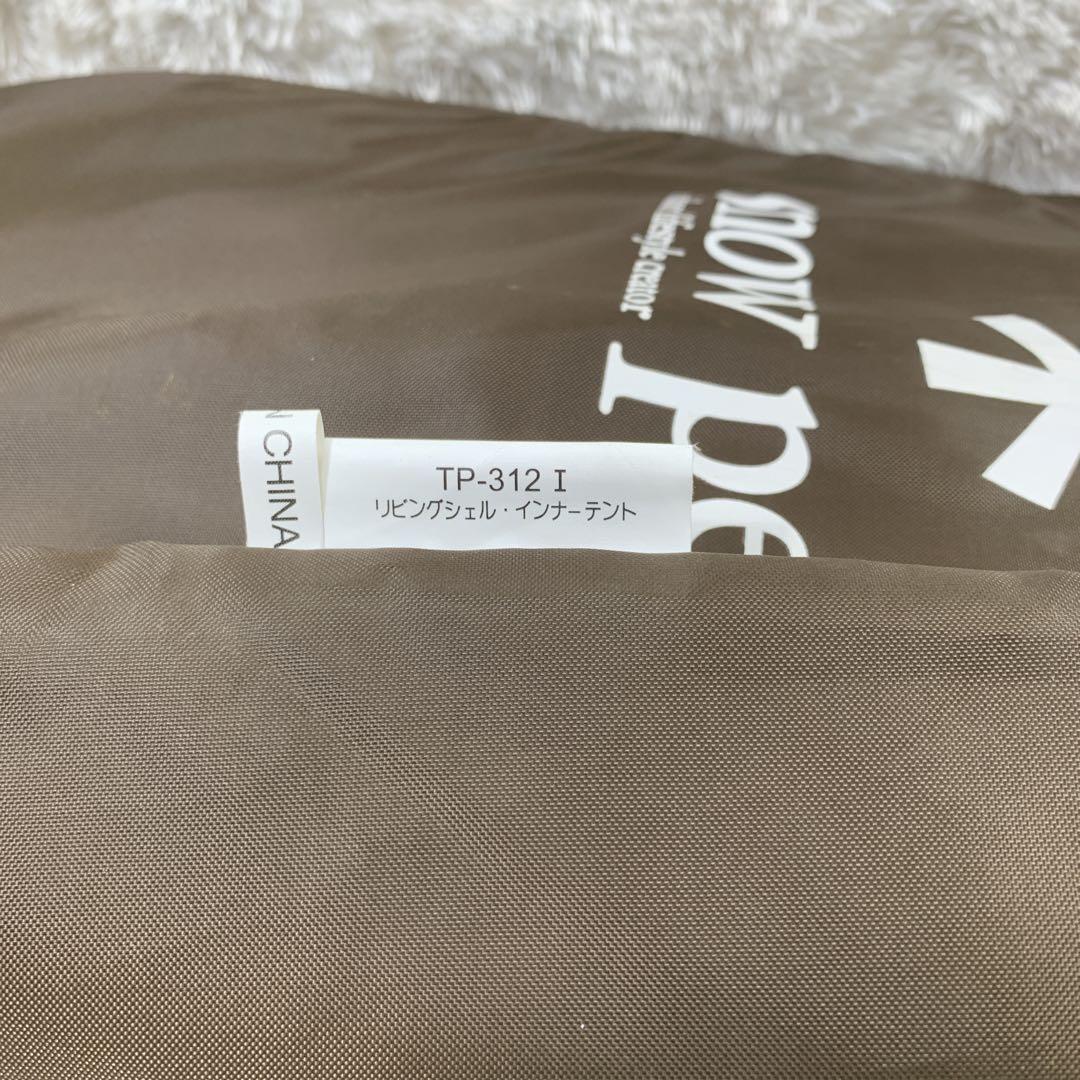 snow pe
lifestyle creator
N CHINA
TP-312 I
リビングシェル・インナーテント